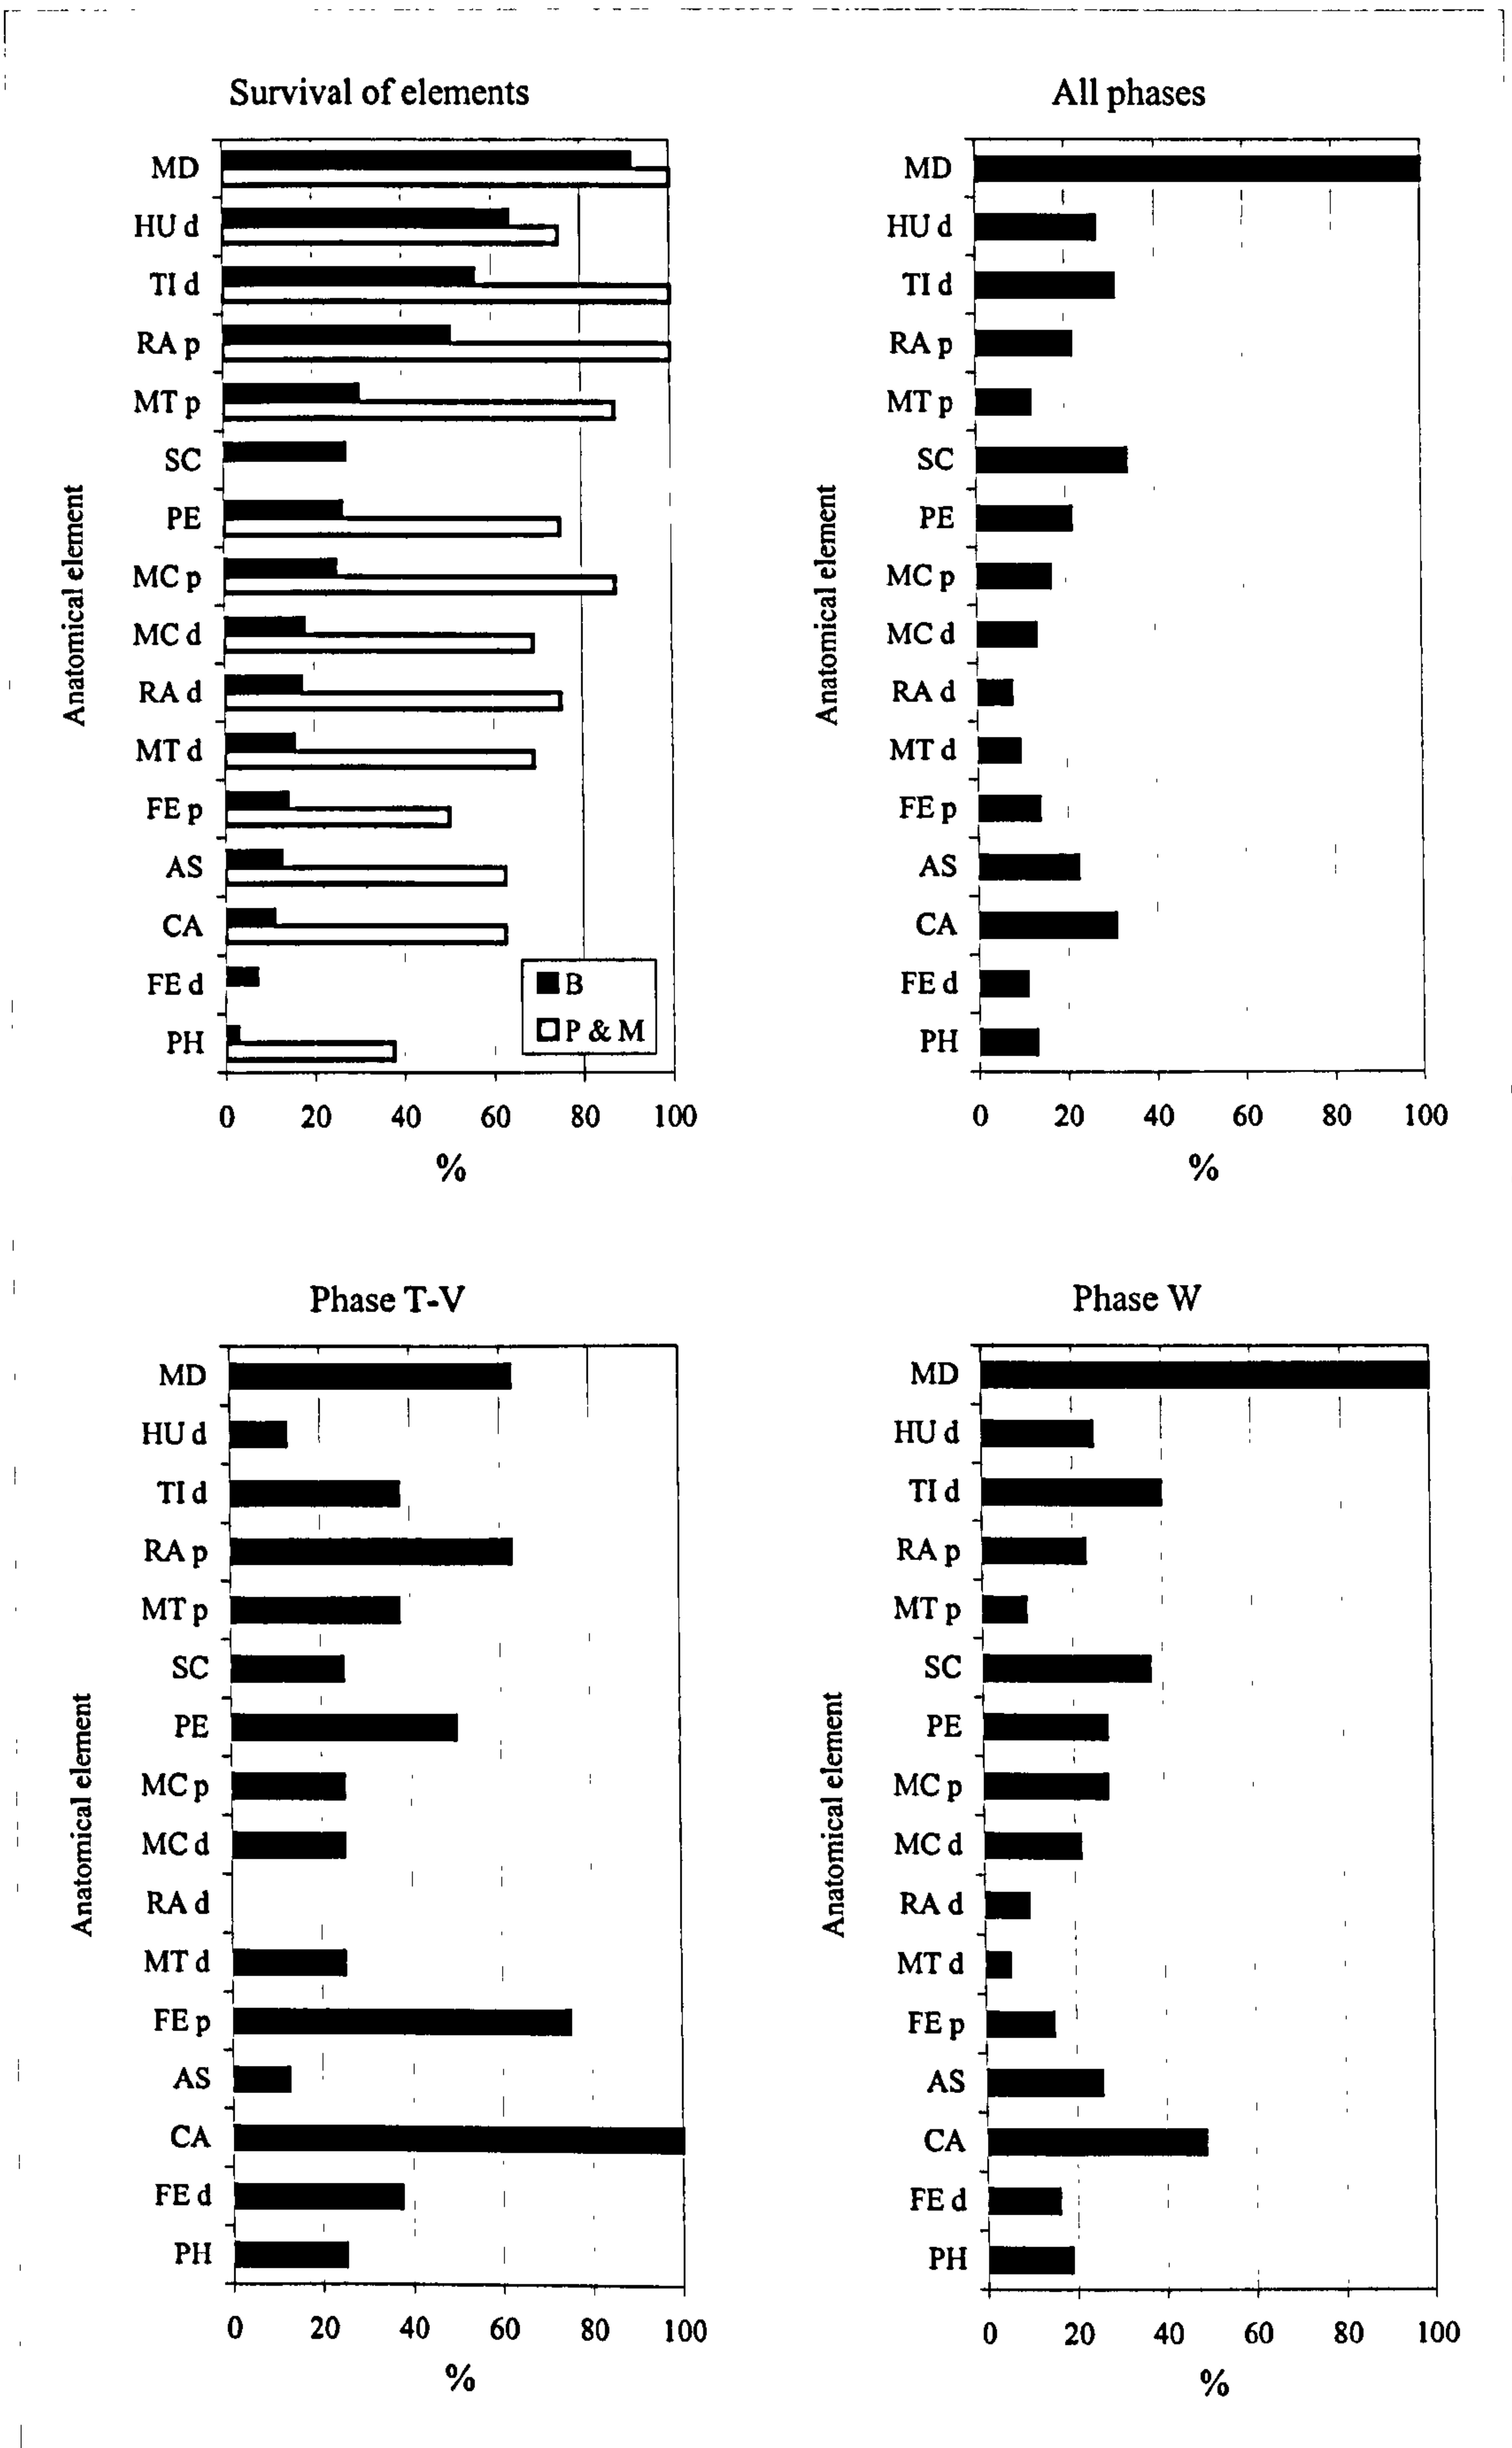 Survival of elements
Anatomical element
MD
HU d
TI d
RA p
MT p
SC
PE
MC p
MC d
RA d
MT d
FE p
AS
CA
FE d
PH
B
P & M
0 20 40 60 80 100
%
All phases
Anatomical element
MD
HU d
TI d
RA p
MT p
SC
PE
MC p
MC d
RA d
MT d
FE p
AS
CA
FE d
PH
0 20 40 60 80 100
%
Phase T-V
Anatomical element
MD
HU d
TI d
RA p
MT p
SC
PE
MC p
MC d
RA d
MT d
FE p
AS
CA
FE d
PH
0 20 40 60 80 100
%
Phase W
Anatomical element
MD
HU d
TI d
RA p
MT p
SC
PE
MC p
MC d
RA d
MT d
FE p
AS
CA
FE d
PH
0 20 40 60 80 100
%